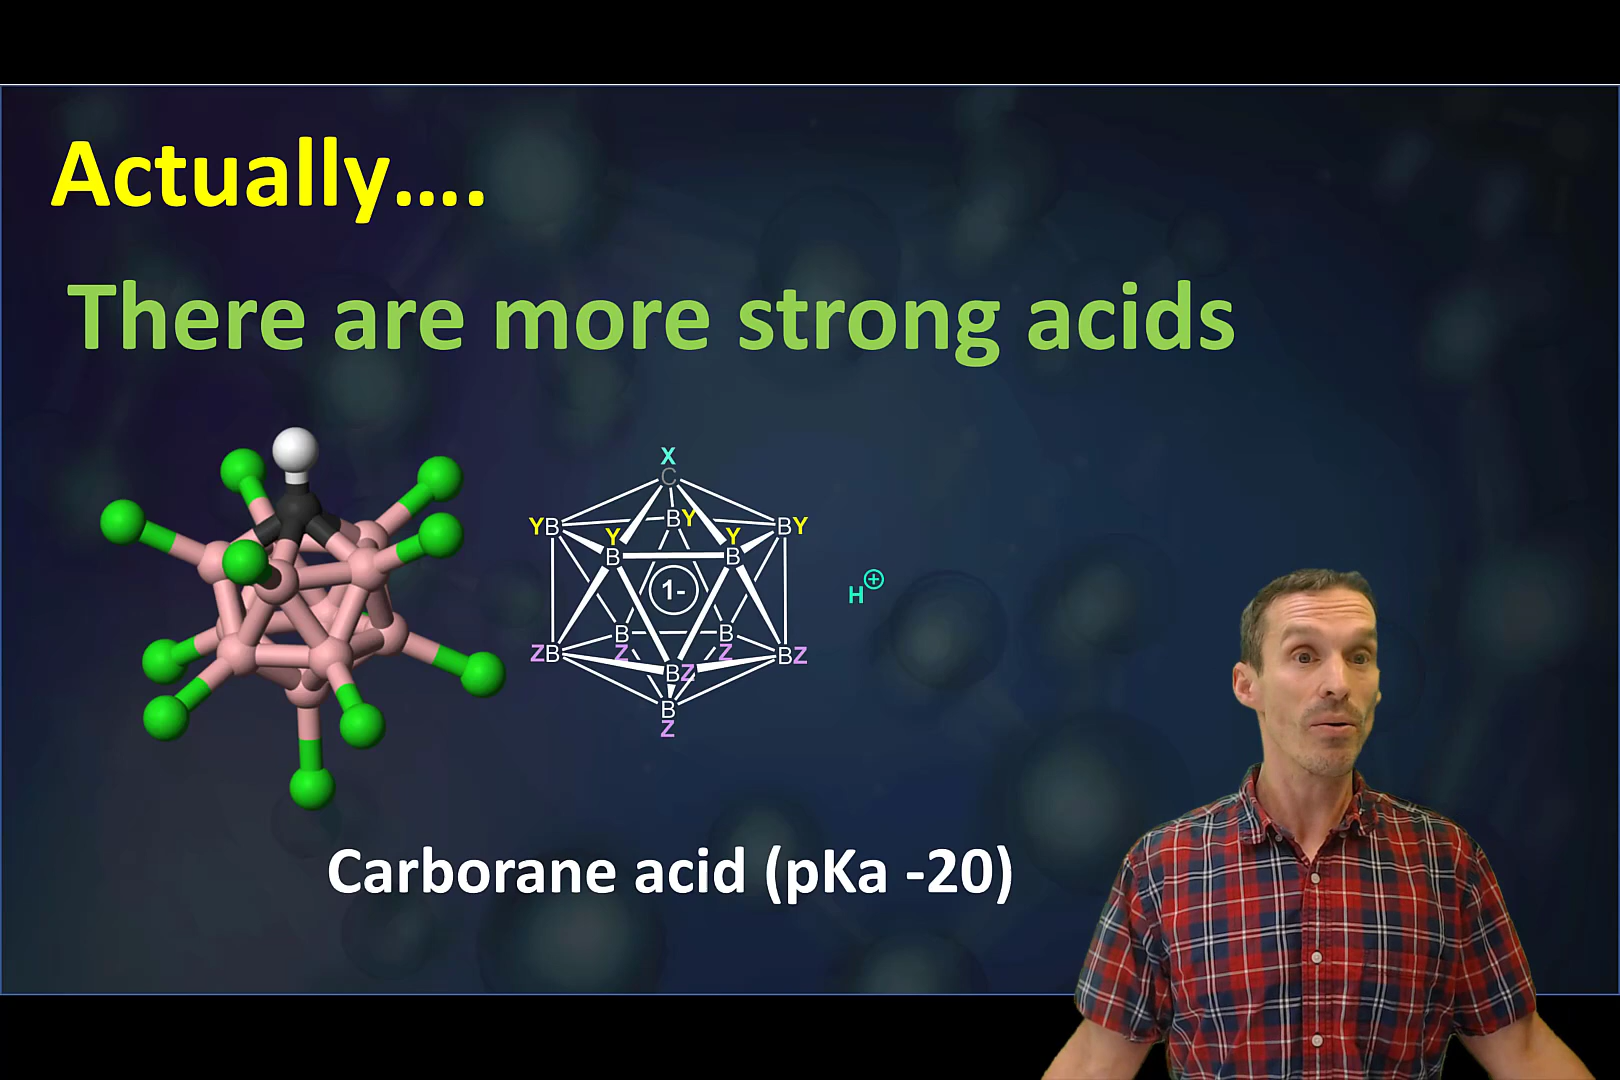 Actually....
There are more strong acids
X
C
YB
BY
BY
Y
B
Y
B
1-
H⊕
B
Z
B
Z
ZB
BZ
BZ
B
Z
Carborane acid (pKa -20)